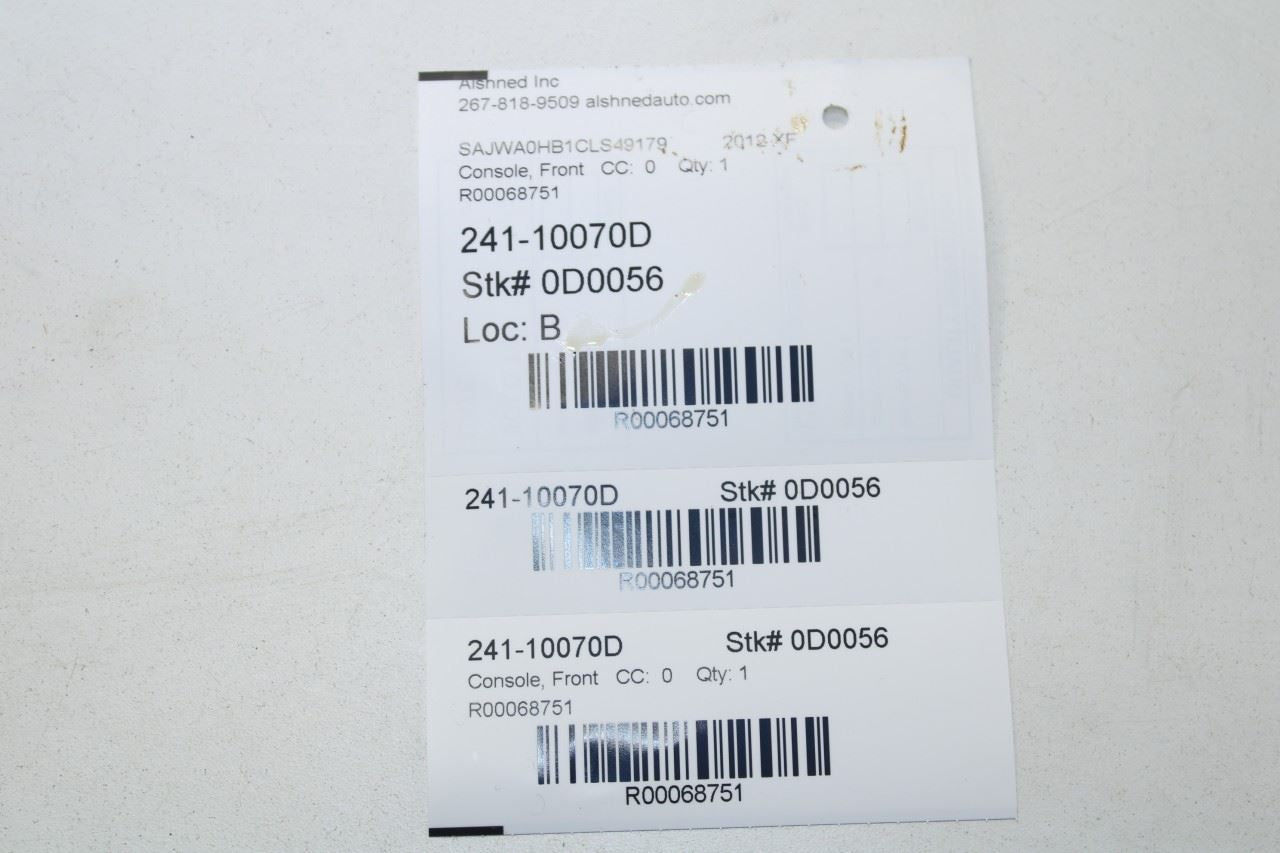 Alshned Inc
267-818-9509 alshnedauto.com
SAJWA0HB1CLS49179 2012 XF
Console, Front CC: 0 Qty: 1
R00068751
241-10070D
Stk# 0D0056
Loc: B
R00068751
241-10070D Stk# 0D0056
R00068751
241-10070D Stk# 0D0056
Console, Front CC: 0 Qty: 1
R00068751
R00068751